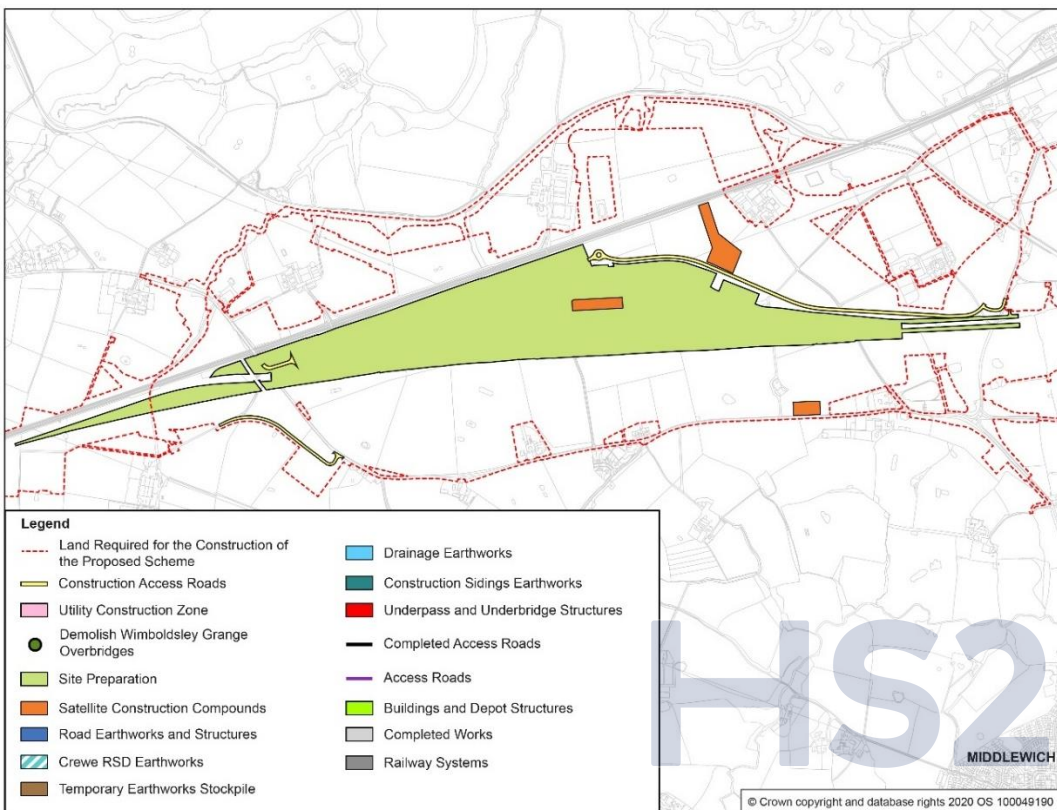 Legend
Land Required for the Construction of
the Proposed Scheme
Construction Access Roads
Utility Construction Zone
Demolish Wimboldsley Grange
Overbridges
Site Preparation
Satellite Construction Compounds
Road Earthworks and Structures
Crewe RSD Earthworks
Temporary Earthworks Stockpile
Drainage Earthworks
Construction Sidings Earthworks
Underpass and Underbridge Structures
Completed Access Roads
Access Roads
Buildings and Depot Structures
Completed Works
Railway Systems
HS2
MIDDLEWICH
© Crown copyright and database rights 2020 OS 100049190